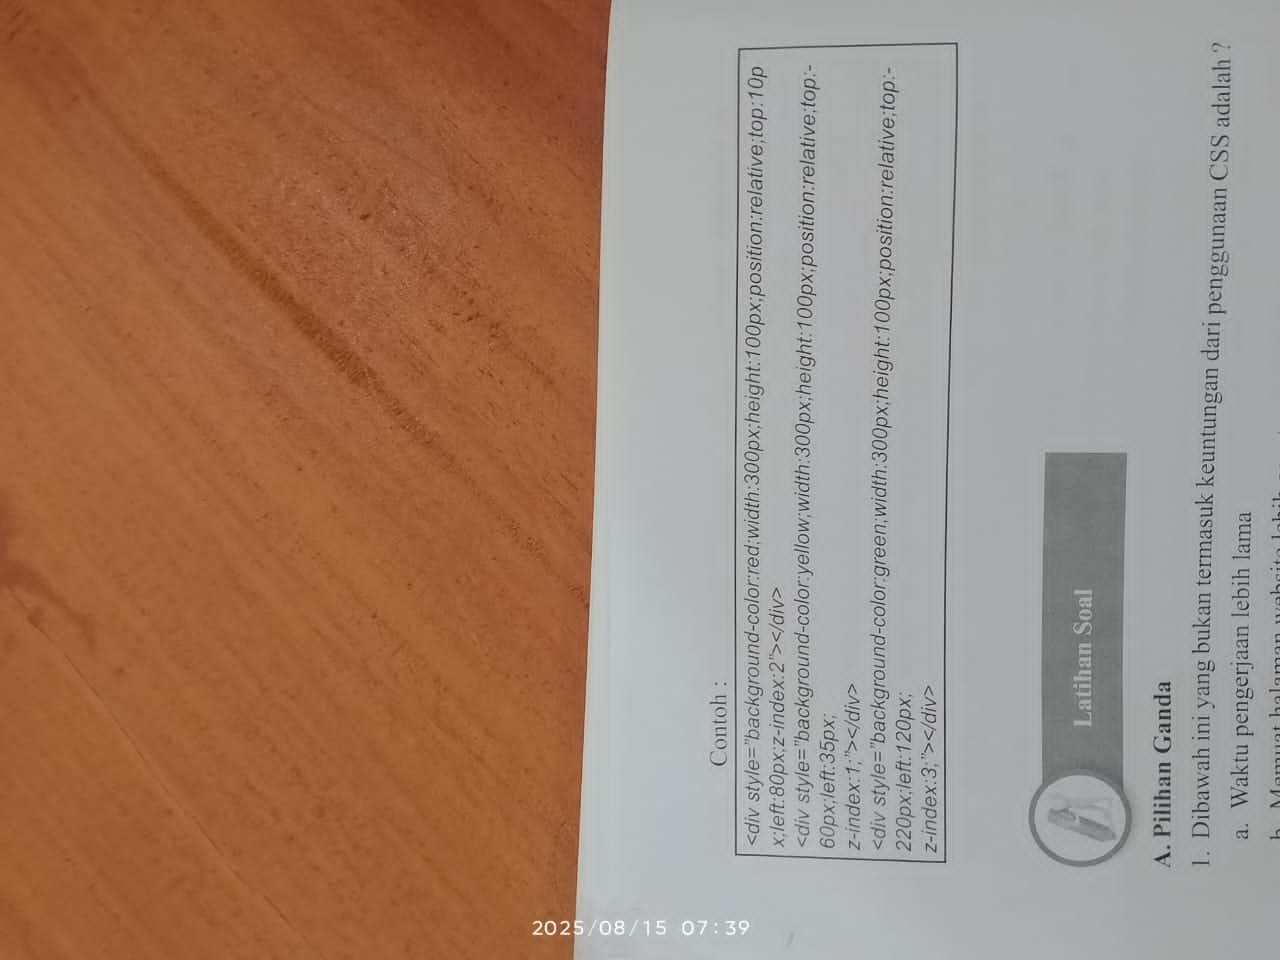 Contoh :
<div style="background-color:red;width:300px;height:100px;position:relative;top:10p
x;left:80px;z-index:2"></div>
<div style="background-color:yellow;width:300px;height:100px;position:relative;top:-
60px;left:35px;
z-index:1;"></div>
<div style="background-color:green;width:300px;height:100px;position:relative;top:-
220px;left:120px;
z-index:3;"></div>
Latihan Soal
A. Pilihan Ganda
1. Dibawah ini yang bukan termasuk keuntungan dari penggunaan CSS adalah ?
a. Waktu pengerjaan lebih lama
b. Memuat halaman website lebih
2025/08/15 07:39